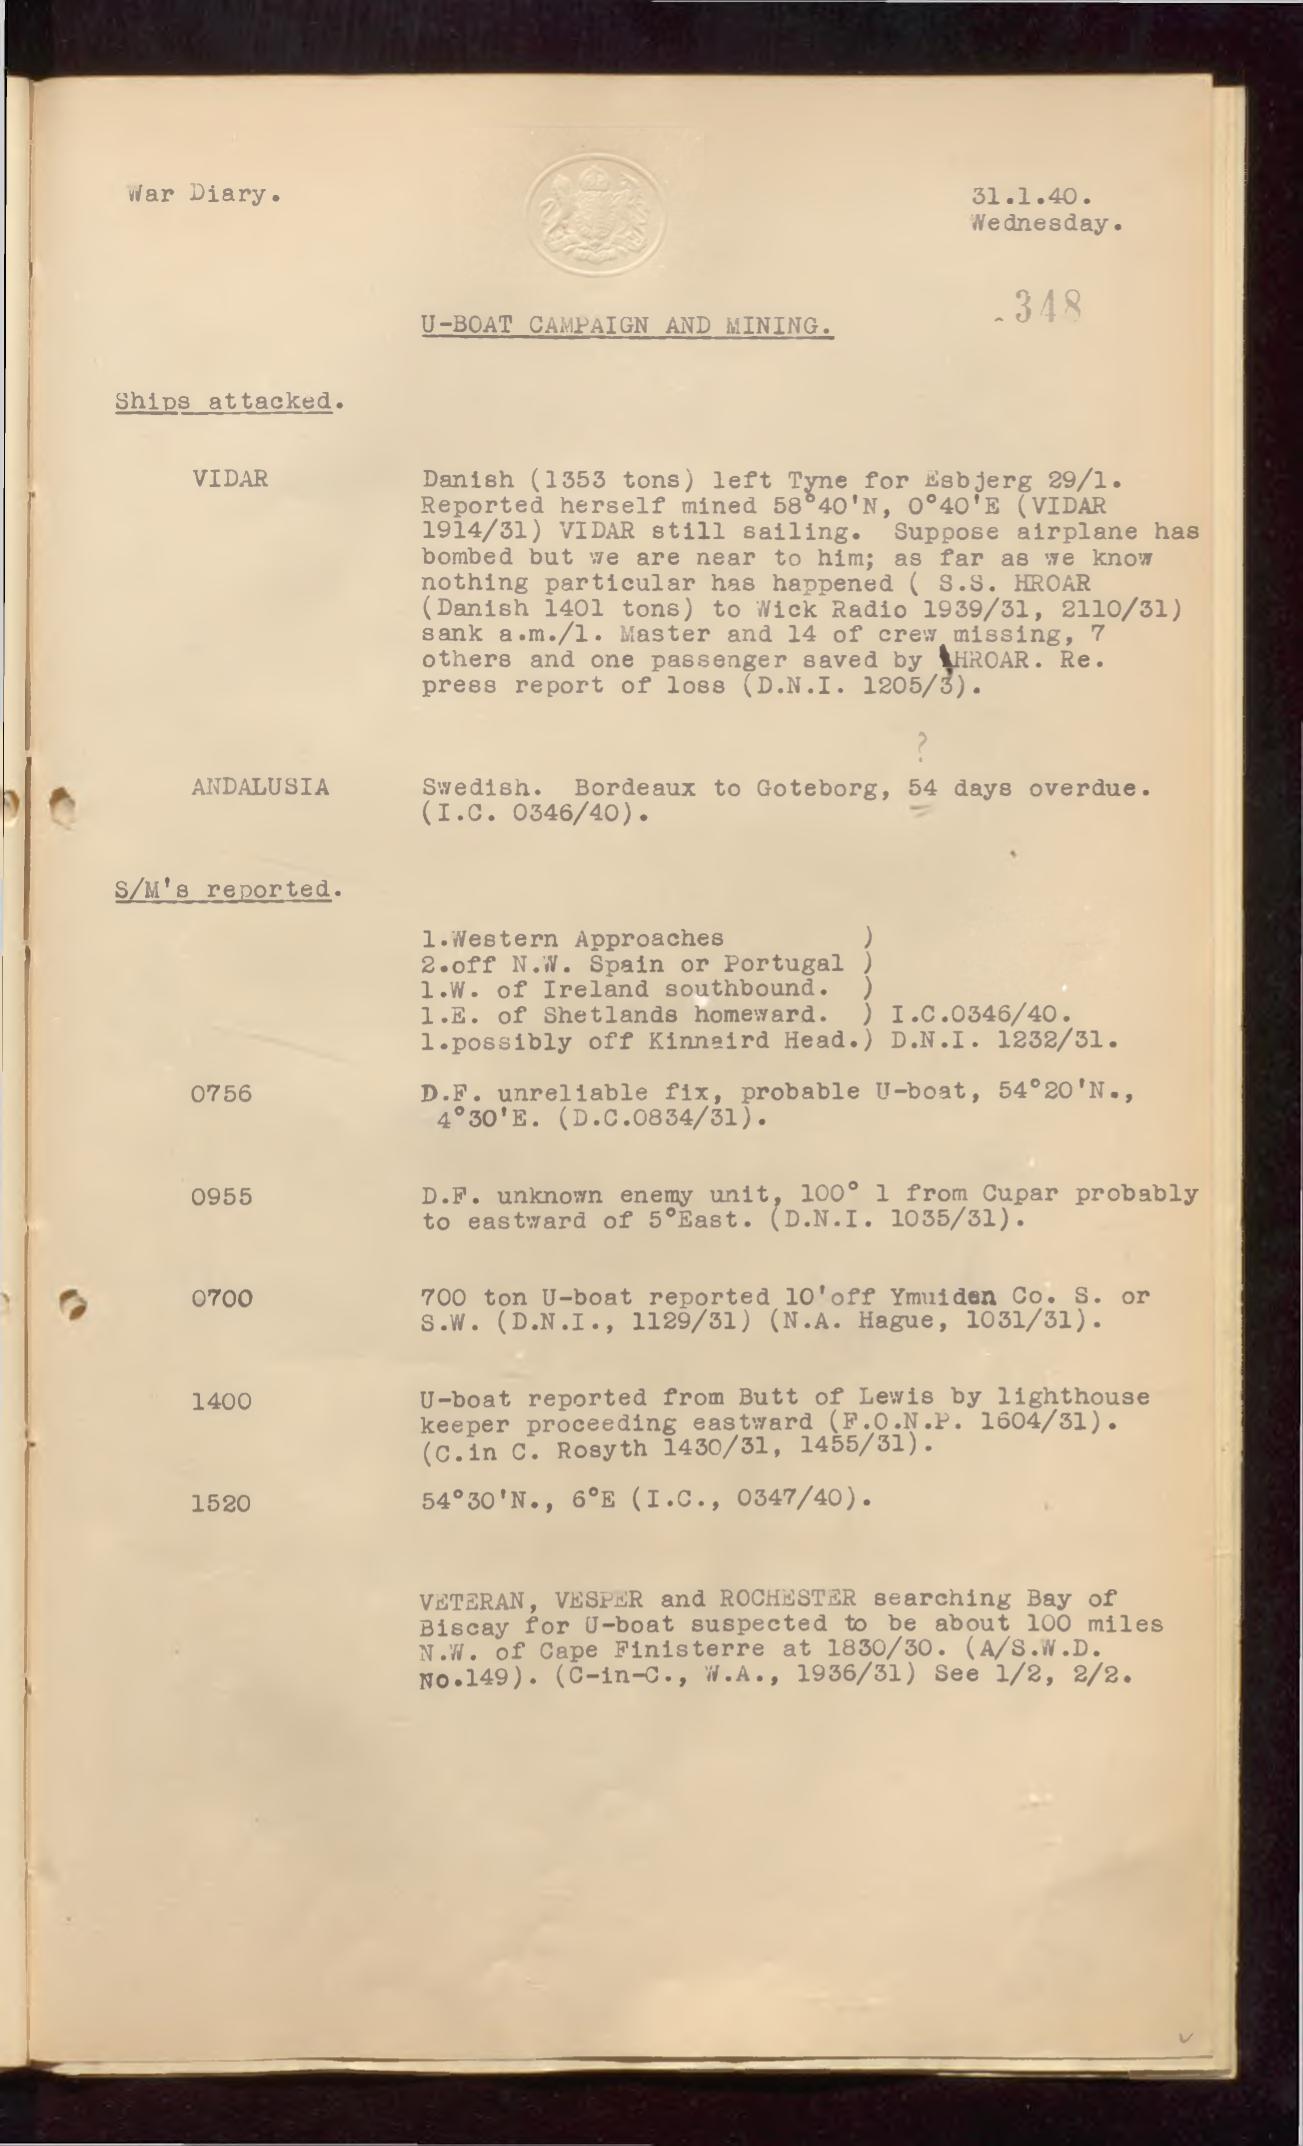 War Diary.
31.1.40.
Wednesday.
348
U-BOAT CAMPAIGN AND MINING.
Ships attacked.
VIDAR
Danish (1353 tons) left Tyne for Esbjerg 29/1.
Reported herself mined 58°40'N, 0°40'E (VIDAR
1914/31) VIDAR still sailing. Suppose airplane has
bombed but we are near to him; as far as we know
nothing particular has happened ( S.S. HROAR
(Danish 1401 tons) to Wick Radio 1939/31, 2110/31)
sank a.m./1. Master and 14 of crew missing, 7
others and one passenger saved by HROAR. Re.
press report of loss (D.N.I. 1205/3).
?
ANDALUSIA
Swedish. Bordeaux to Goteborg, 54 days overdue.
(I.C. 0346/40).
S/M's reported.
1.Western Approaches )
2.off N.W. Spain or Portugal )
1.W. of Ireland southbound. )
1.E. of Shetlands homeward. ) I.C.0346/40.
1.possibly off Kinnaird Head.) D.N.I. 1232/31.
0756
D.F. unreliable fix, probable U-boat, 54°20'N.,
4°30'E. (D.C.0834/31).
0955
D.F. unknown enemy unit, 100° 1 from Cupar probably
to eastward of 5°East. (D.N.I. 1035/31).
0700
700 ton U-boat reported 10'off Ymuiden Co. S. or
S.W. (D.N.I., 1129/31) (N.A. Hague, 1031/31).
1400
U-boat reported from Butt of Lewis by lighthouse
keeper proceeding eastward (F.O.N.P. 1604/31).
(C.in C. Rosyth 1430/31, 1455/31).
1520
54°30'N., 6°E (I.C., 0347/40).
VETERAN, VESPER and ROCHESTER searching Bay of
Biscay for U-boat suspected to be about 100 miles
N.W. of Cape Finisterre at 1830/30. (A/S.W.D.
No.149). (C-in-C., W.A., 1936/31) See 1/2, 2/2.